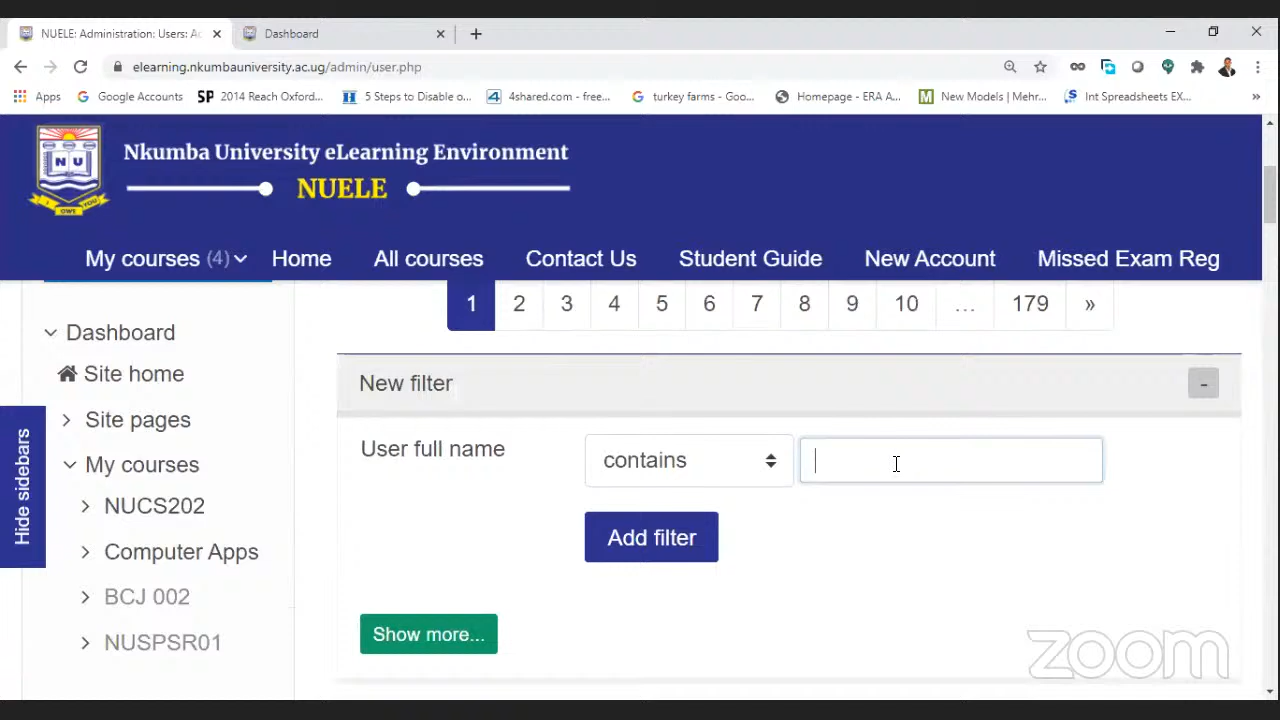 NUELE: Administration: Users: Ac
Dashboard
elearning.nkumbauniversity.ac.ug/admin/user.php
Apps
Google Accounts
SP 2014 Reach Oxford...
5 Steps to Disable o...
4shared.com - free...
turkey farms - Goo...
Homepage - ERA A...
New Models | Mehr...
Int Spreadsheets EX...
»
NU
I OWE YOU
Nkumba University eLearning Environment
NUELE
My courses (4)
Home
All courses
Contact Us
Student Guide
New Account
Missed Exam Reg
1 2 3 4 5 6 7 8 9 10 ... 179 »
Dashboard
Site home
Site pages
My courses
NUCS202
Computer Apps
BCJ 002
NUSPSR01
Hide sidebars
New filter
-
User full name
contains
Add filter
Show more...
zoom